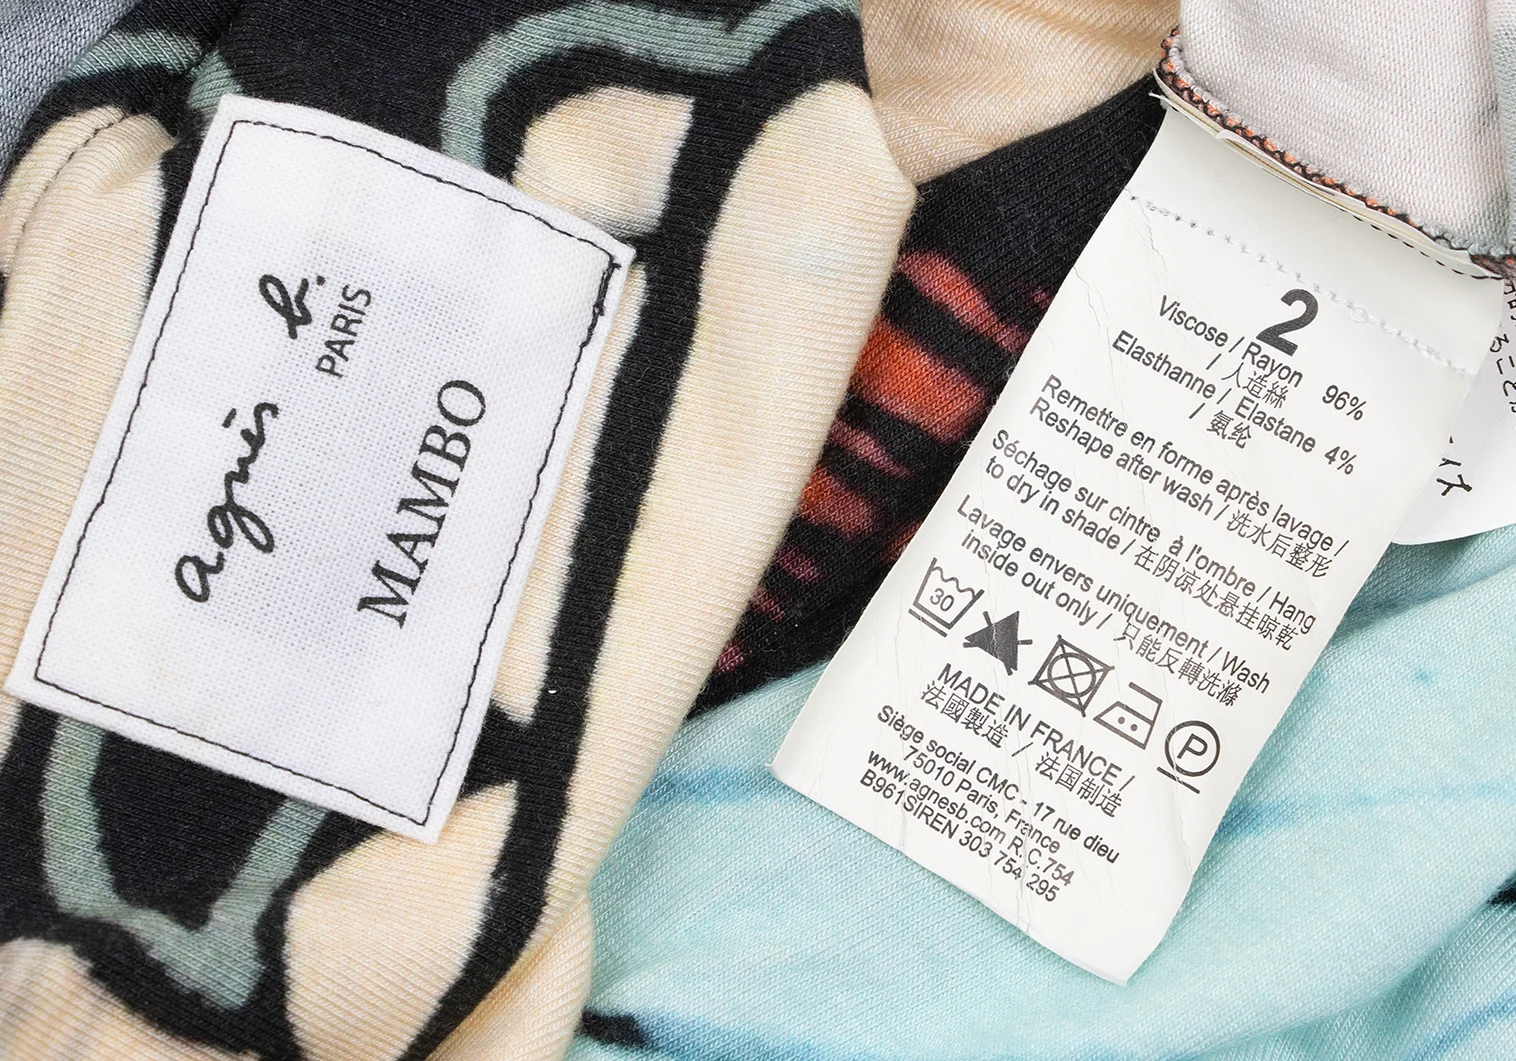 agnès b.
PARIS
MAMBO
2
Viscose / Rayon 96%
/ 人造絲
Elasthanne / Elastane 4%
/ 氨纶
Remettre en forme après lavage /
Reshape after wash / 洗水后整形
Séchage sur cintre à l'ombre / Hang
to dry in shade / 在阴凉处悬挂晾乾
Lavage envers uniquement / Wash
inside out only / 只能反轉洗滌
30
P
MADE IN FRANCE /
法國製造 / 法国制造
Siège social CMC - 17 rue dieu
75010 Paris, France
www.agnesb.com R.C.754
B961SIREN 303 754 295